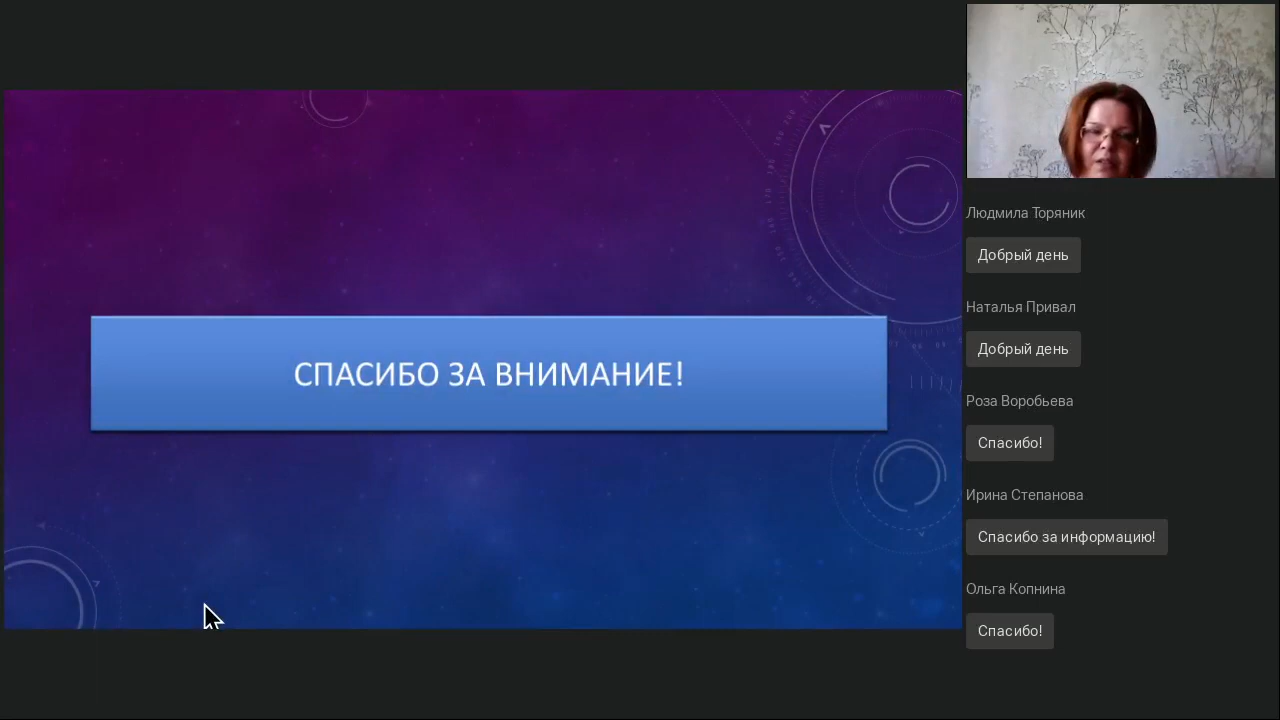 СПАСИБО ЗА ВНИМАНИЕ!
Людмила Торяник
Добрый день
Наталья Привал
Добрый день
Роза Воробьева
Спасибо!
Ирина Степанова
Спасибо за информацию!
Ольга Копнина
Спасибо!